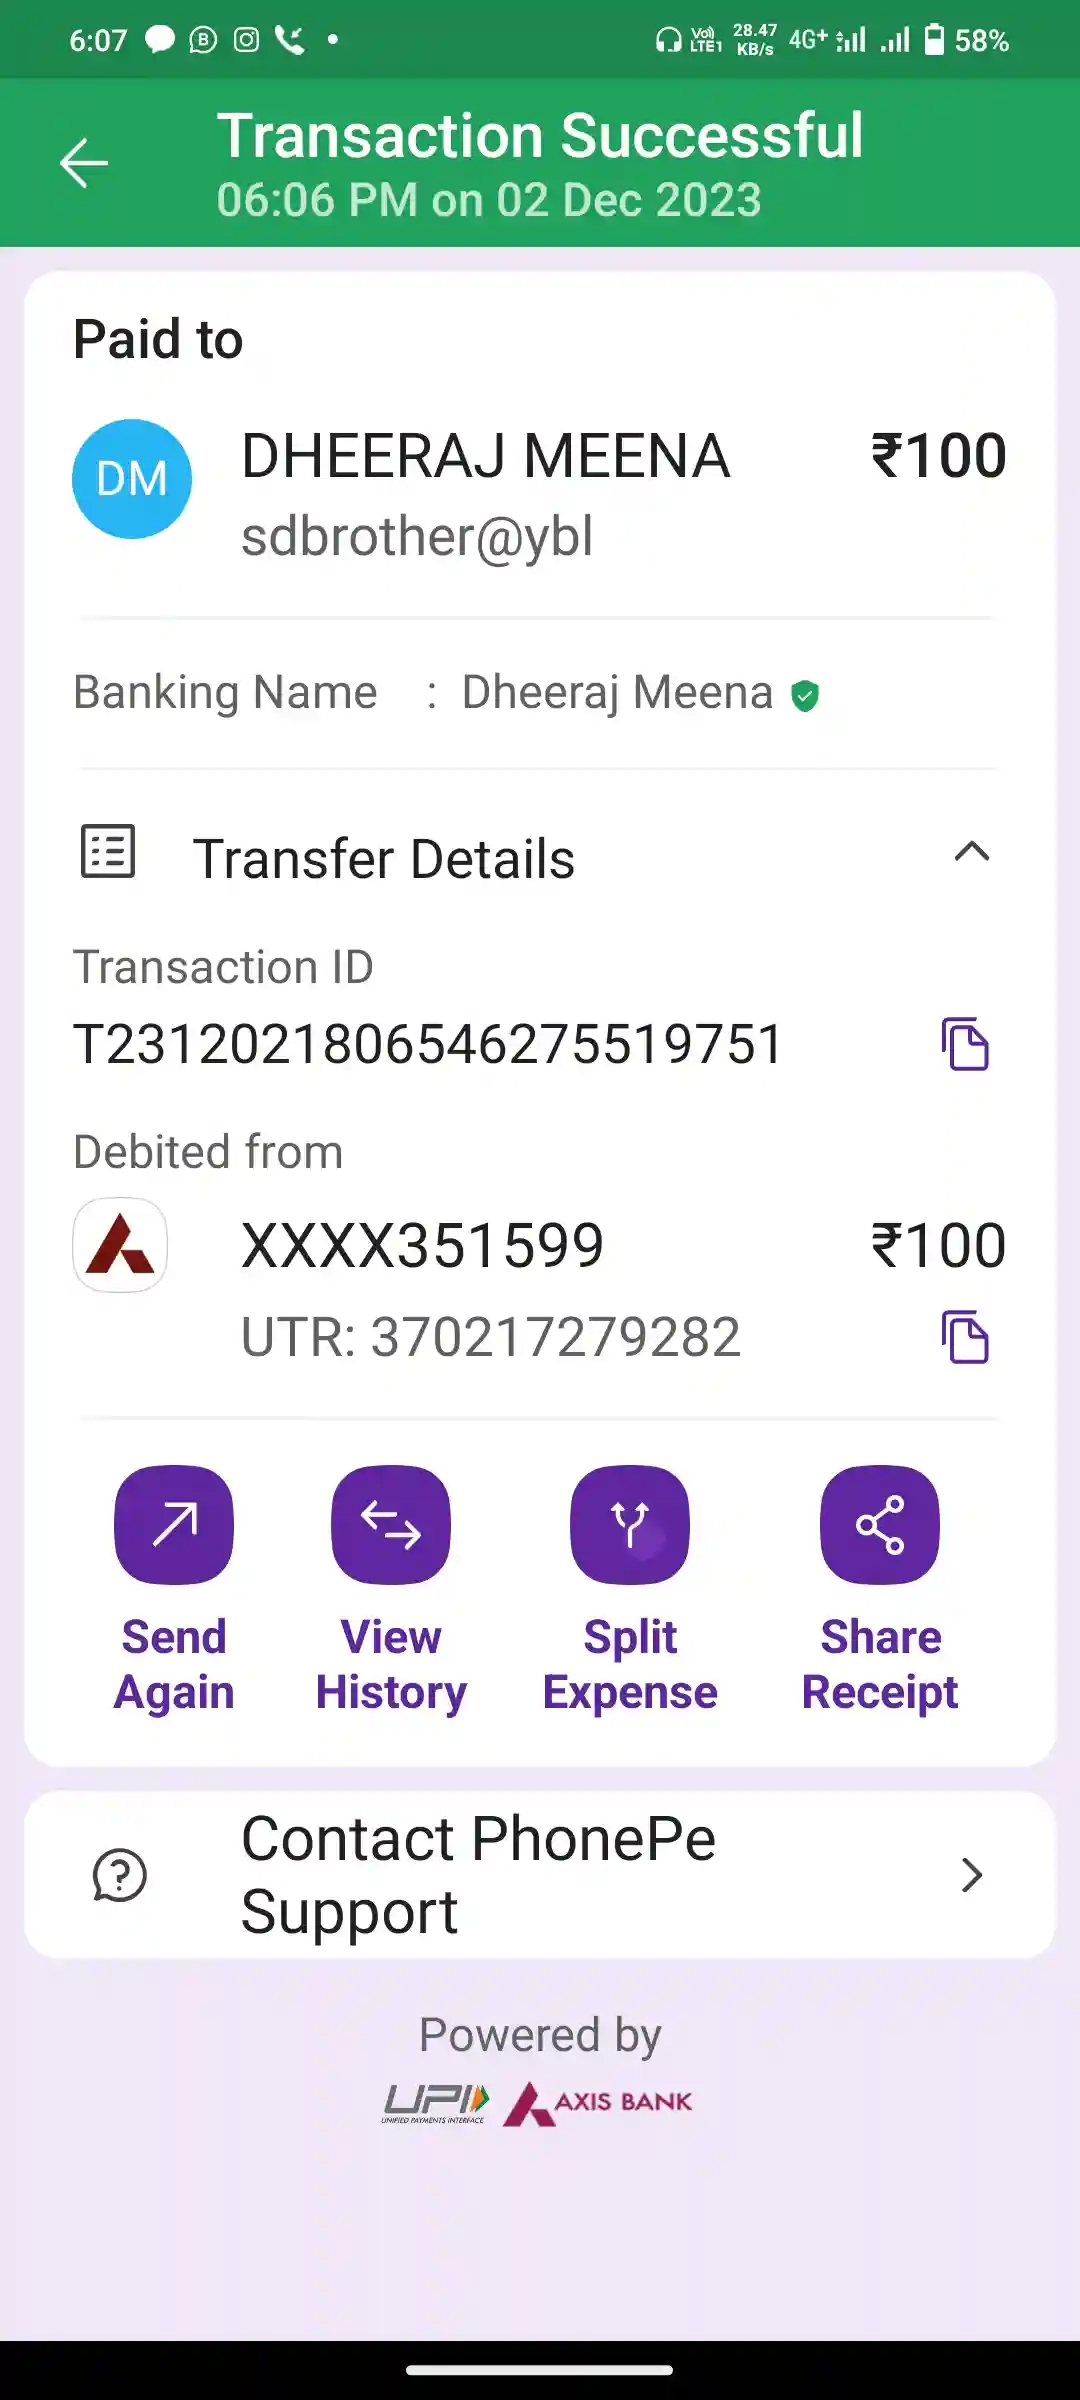 6:07
Vo))
LTE1
28.47
KB/s
4G+
58%
Transaction Successful
06:06 PM on 02 Dec 2023
Paid to
DM
DHEERAJ MEENA ₹100
sdbrother@ybl
Banking Name : Dheeraj Meena
Transfer Details
Transaction ID
T2312021806546275519751
Debited from
XXXX351599 ₹100
UTR: 370217279282
Send Again
View History
Split Expense
Share Receipt
Contact PhonePe
Support
Powered by
UPI
UNIFIED PAYMENTS INTERFACE
AXIS BANK